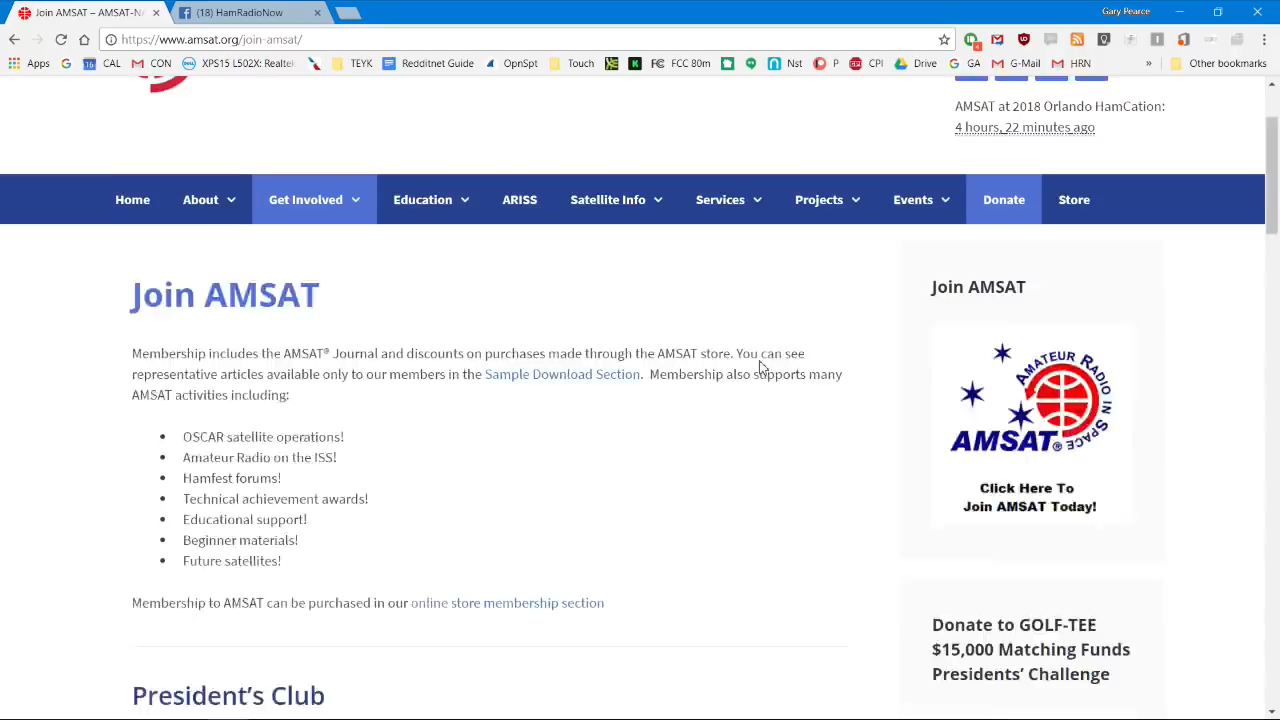 Join AMSAT – AMSAT-NA
(18) HamRadioNow
Gary Pearce
https://www.amsat.org/join-amsat/
4
Apps
16
CAL
CON
XPS15 L502X: Realtek
TEYK
Redditnet Guide
OpnSpt
Touch
FCC 80m
Nst
P
CPI
Drive
GA
G-Mail
HRN
»
Other bookmarks
AMSAT at 2018 Orlando HamCation:
4 hours, 22 minutes ago
Home
About
Get Involved
Education
ARISS
Satellite Info
Services
Projects
Events
Donate
Store
Join AMSAT
Membership includes the AMSAT® Journal and discounts on purchases made through the AMSAT store. You can see
representative articles available only to our members in the Sample Download Section. Membership also supports many
AMSAT activities including:
• OSCAR satellite operations!
• Amateur Radio on the ISS!
• Hamfest forums!
• Technical achievement awards!
• Educational support!
• Beginner materials!
• Future satellites!
Membership to AMSAT can be purchased in our online store membership section
President's Club
Join AMSAT
AMATEUR RADIO IN SPACE
AMSAT®
Click Here To
Join AMSAT Today!
Donate to GOLF-TEE
$15,000 Matching Funds
Presidents' Challenge